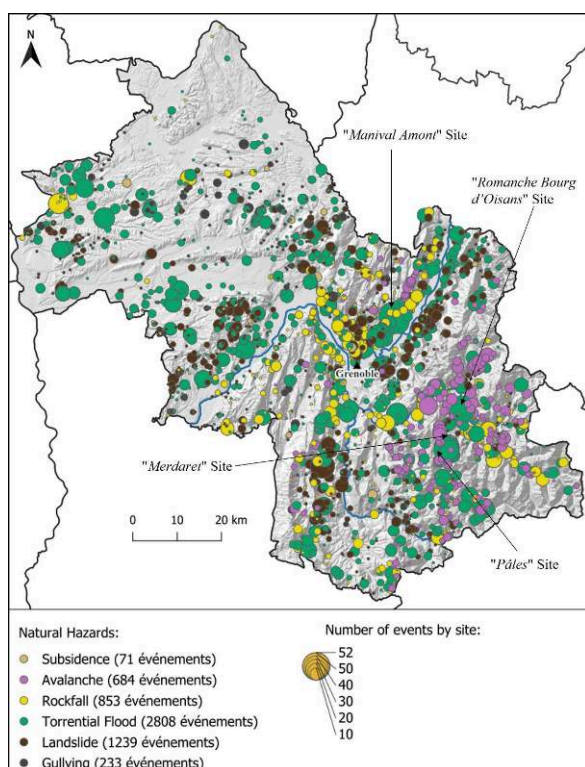 N
"Manival Amont" Site
"Romanche Bourg
d'Oisans" Site
Grenoble
"Merdaret" Site
0 10 20 km
"Pâles" Site
Natural Hazards:
Subsidence (71 événements)
Avalanche (684 événements)
Rockfall (853 événements)
Torrential Flood (2808 événements)
Landslide (1239 événements)
Gullying (233 événements)
Number of events by site:
52
50
40
30
20
10